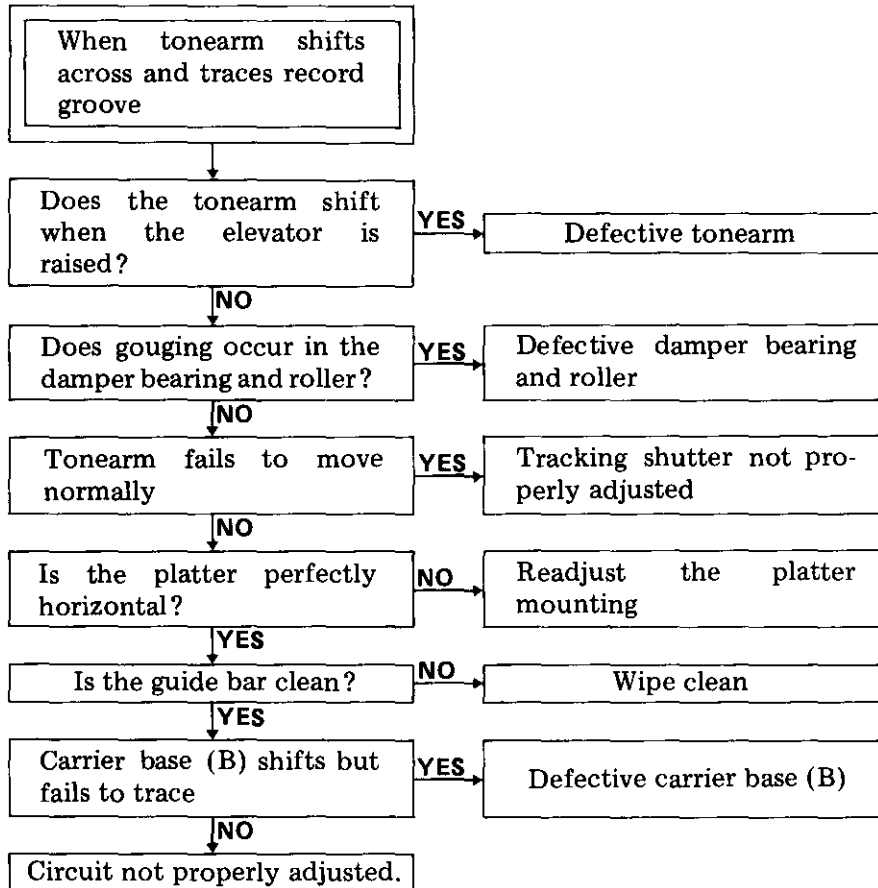 When tonearm shifts
across and traces record
groove
Does the tonearm shift
when the elevator is
raised?
YES
Defective tonearm
NO
Does gouging occur in the
damper bearing and roller?
YES
Defective damper bearing
and roller
NO
Tonearm fails to move
normally
YES
Tracking shutter not pro-
perly adjusted
NO
Is the platter perfectly
horizontal?
NO
Readjust the platter
mounting
YES
Is the guide bar clean?
NO
Wipe clean
YES
Carrier base (B) shifts but
fails to trace
YES
Defective carrier base (B)
NO
Circuit not properly adjusted.